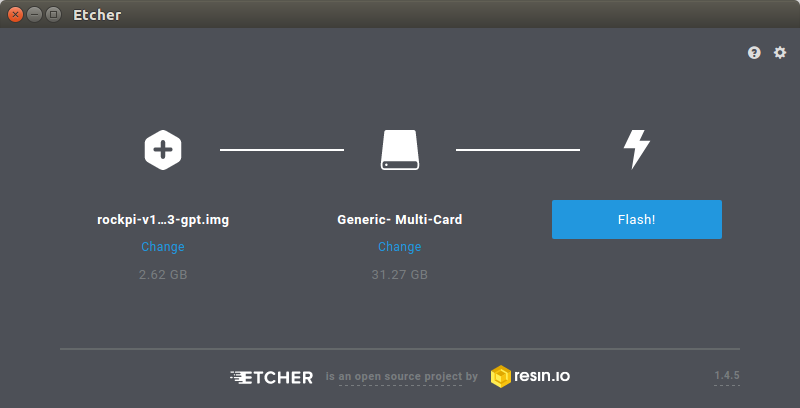 Etcher
rockpi-v1...3-gpt.img
Generic- Multi-Card
Flash!
Change
Change
2.62 GB
31.27 GB
ETCHER is an open source project by resin.io
1.4.5